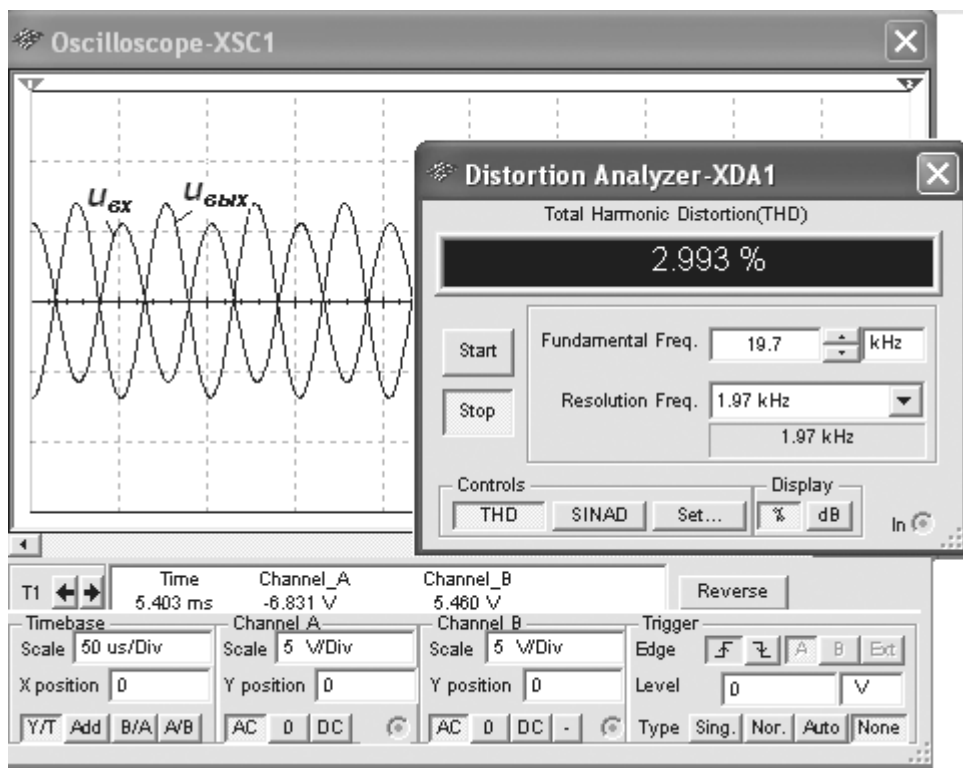 Oscilloscope-XSC1
1 2
uвх uвых
Distortion Analyzer-XDA1
Total Harmonic Distortion(THD)
2.993 %
Start
Stop
Fundamental Freq. 19.7 kHz
Resolution Freq. 1.97 kHz
1.97 kHz
Controls
THD SINAD Set...
Display
% dB
In
Time Channel_A Channel_B
T1 5.403 ms -6.831 V 5.460 V
Reverse
Timebase
Scale 50 us/Div
X position 0
Y/T Add B/A A/B
Channel A
Scale 5 V/Div
Y position 0
AC 0 DC
Channel B
Scale 5 V/Div
Y position 0
AC 0 DC -
Trigger
Edge A B Ext
Level 0 V
Type Sing. Nor. Auto None